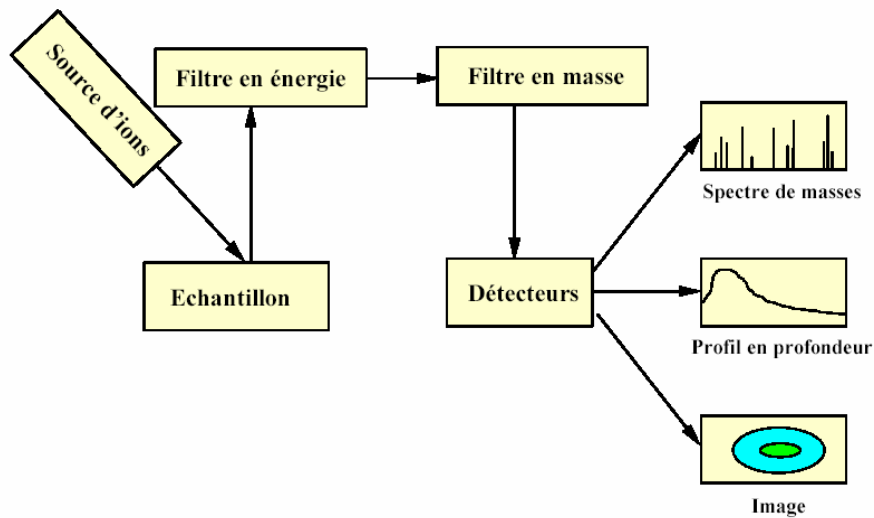 Source d'ions
Filtre en énergie
Filtre en masse
Spectre de masses
Echantillon
Détecteurs
Profil en profondeur
Image